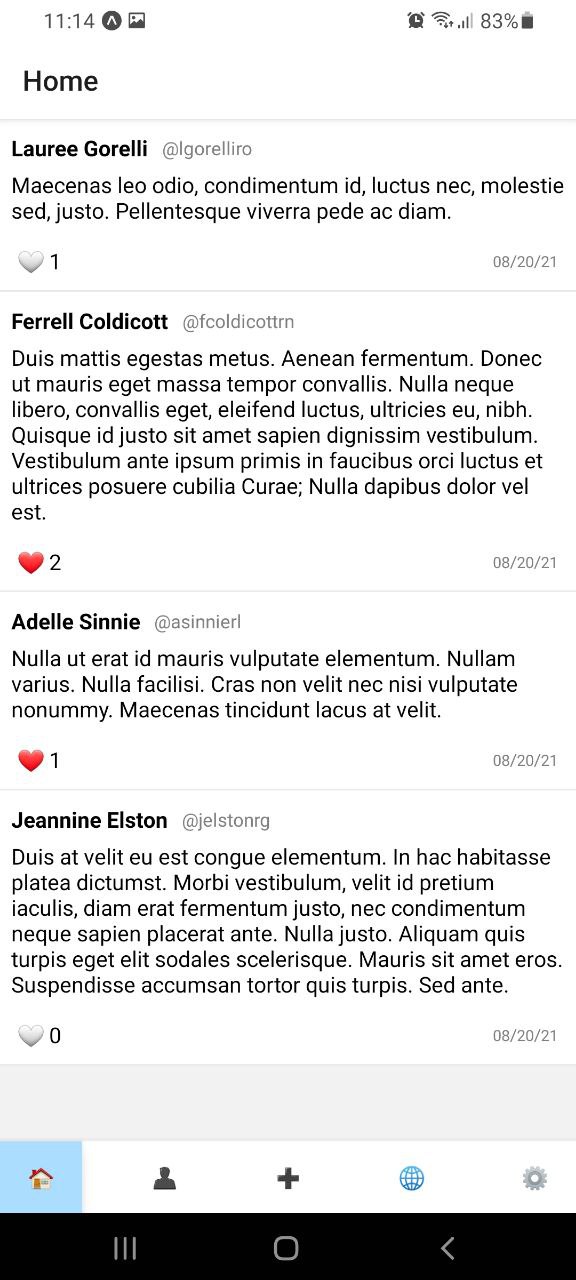 11:14 83%
Home
Lauree Gorelli @lgorelliro
Maecenas leo odio, condimentum id, luctus nec, molestie
sed, justo. Pellentesque viverra pede ac diam.
1 08/20/21
Ferrell Coldicott @fcoldicottrn
Duis mattis egestas metus. Aenean fermentum. Donec
ut mauris eget massa tempor convallis. Nulla neque
libero, convallis eget, eleifend luctus, ultricies eu, nibh.
Quisque id justo sit amet sapien dignissim vestibulum.
Vestibulum ante ipsum primis in faucibus orci luctus et
ultrices posuere cubilia Curae; Nulla dapibus dolor vel
est.
2 08/20/21
Adelle Sinnie @asinnierl
Nulla ut erat id mauris vulputate elementum. Nullam
varius. Nulla facilisi. Cras non velit nec nisi vulputate
nonummy. Maecenas tincidunt lacus at velit.
1 08/20/21
Jeannine Elston @jelstonrg
Duis at velit eu est congue elementum. In hac habitasse
platea dictumst. Morbi vestibulum, velit id pretium
iaculis, diam erat fermentum justo, nec condimentum
neque sapien placerat ante. Nulla justo. Aliquam quis
turpis eget elit sodales scelerisque. Mauris sit amet eros.
Suspendisse accumsan tortor quis turpis. Sed ante.
0 08/20/21